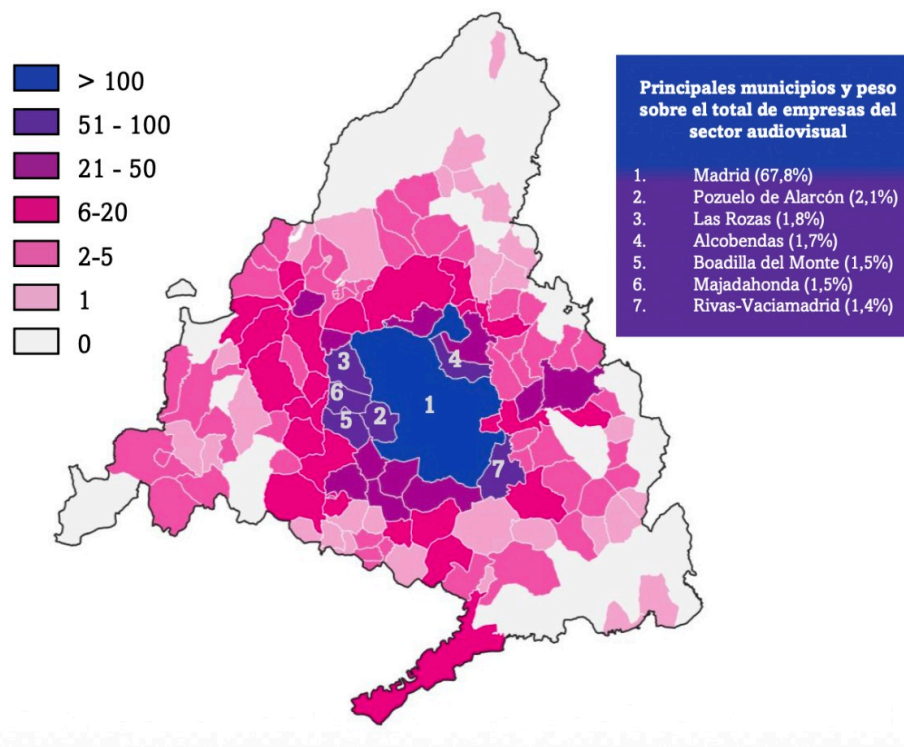 > 100
51 - 100
21 - 50
6-20
2-5
1
0
Principales municipios y peso
sobre el total de empresas del
sector audiovisual
1. Madrid (67,8%)
2. Pozuelo de Alarcón (2,1%)
3. Las Rozas (1,8%)
4. Alcobendas (1,7%)
5. Boadilla del Monte (1,5%)
6. Majadahonda (1,5%)
7. Rivas-Vaciamadrid (1,4%)
3
4
6
1
2
5
7